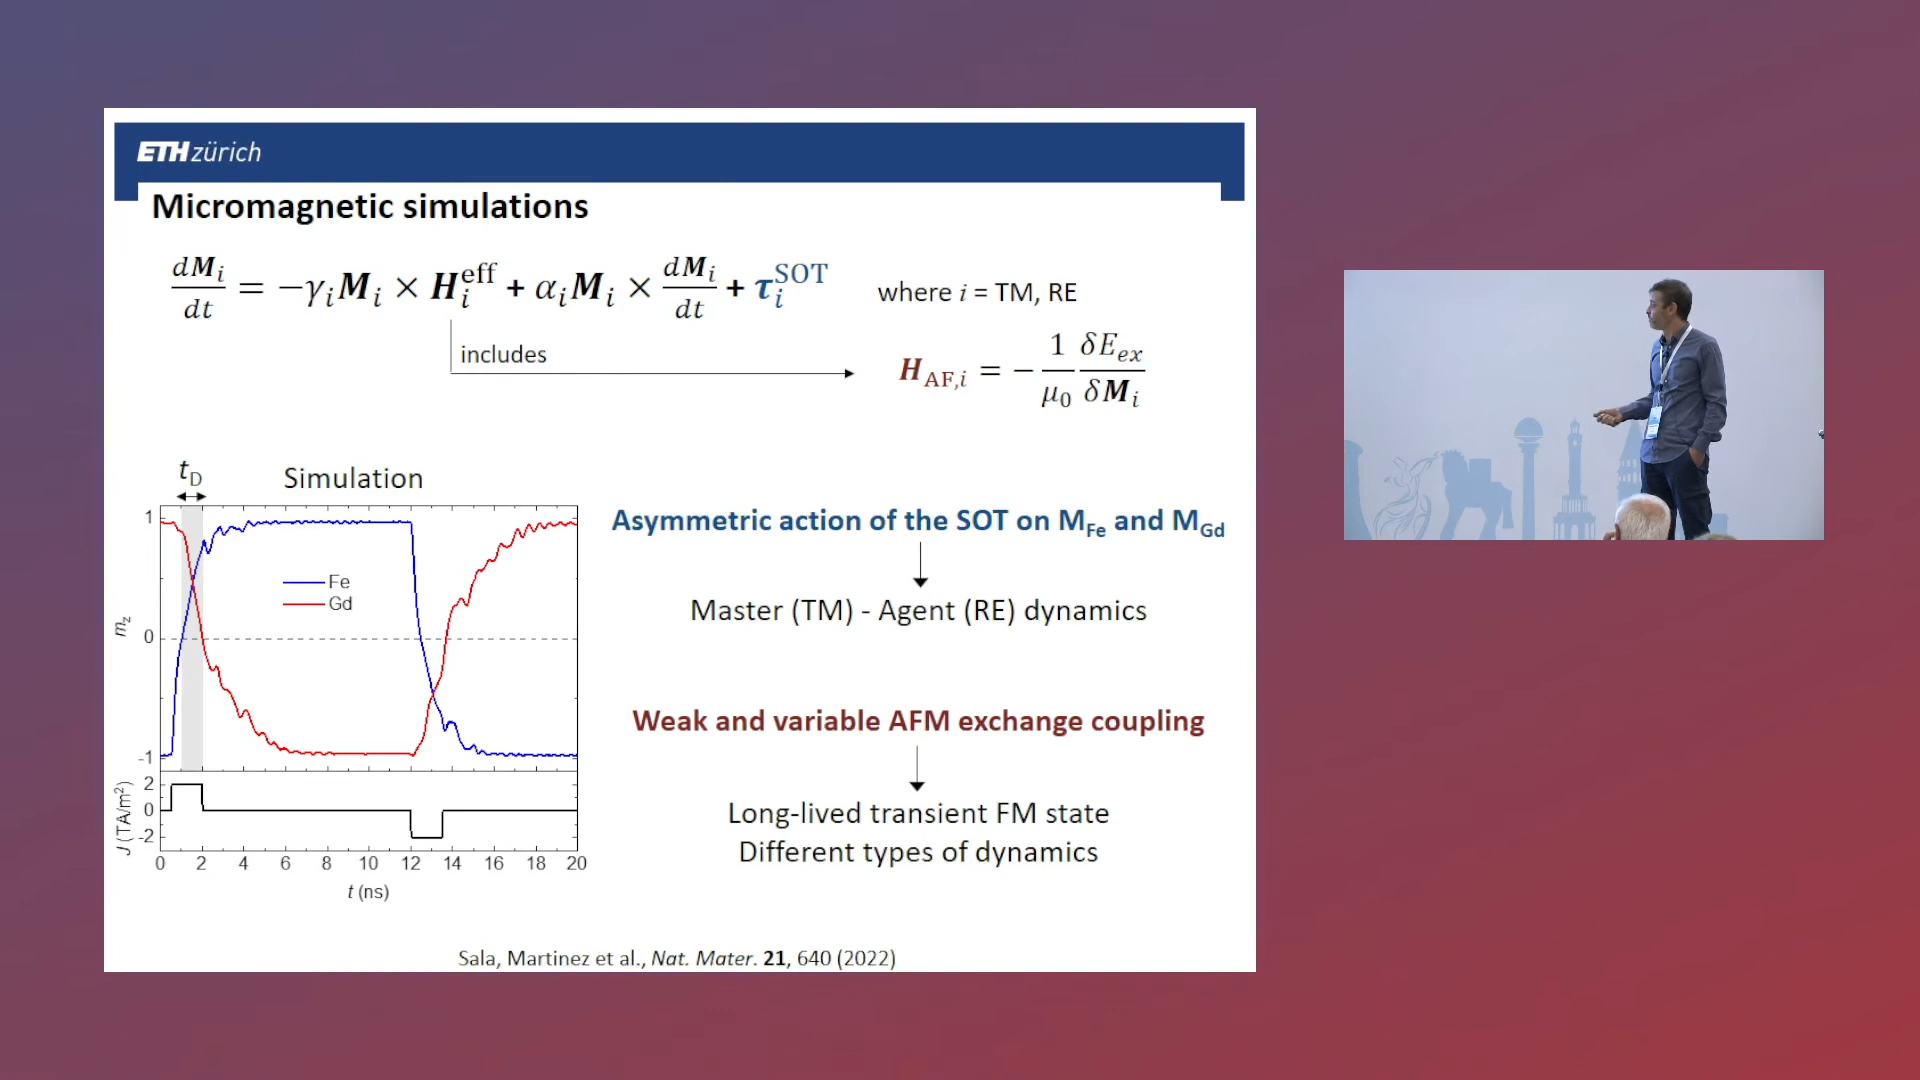 ETH zürich
Micromagnetic simulations
dM_i/dt = −γ_i M_i × H_i^eff + α_i M_i × dM_i/dt + τ_i^SOT
where i = TM, RE
includes
H_AF,i = − 1/μ_0 δE_ex/δM_i
t_D
Simulation
1
0
-1
m_z
Fe
Gd
2
0
-2
J (TA/m²)
0 2 4 6 8 10 12 14 16 18 20
t (ns)
Asymmetric action of the SOT on M_Fe and M_Gd
Master (TM) - Agent (RE) dynamics
Weak and variable AFM exchange coupling
Long-lived transient FM state
Different types of dynamics
Sala, Martinez et al., Nat. Mater. 21, 640 (2022)